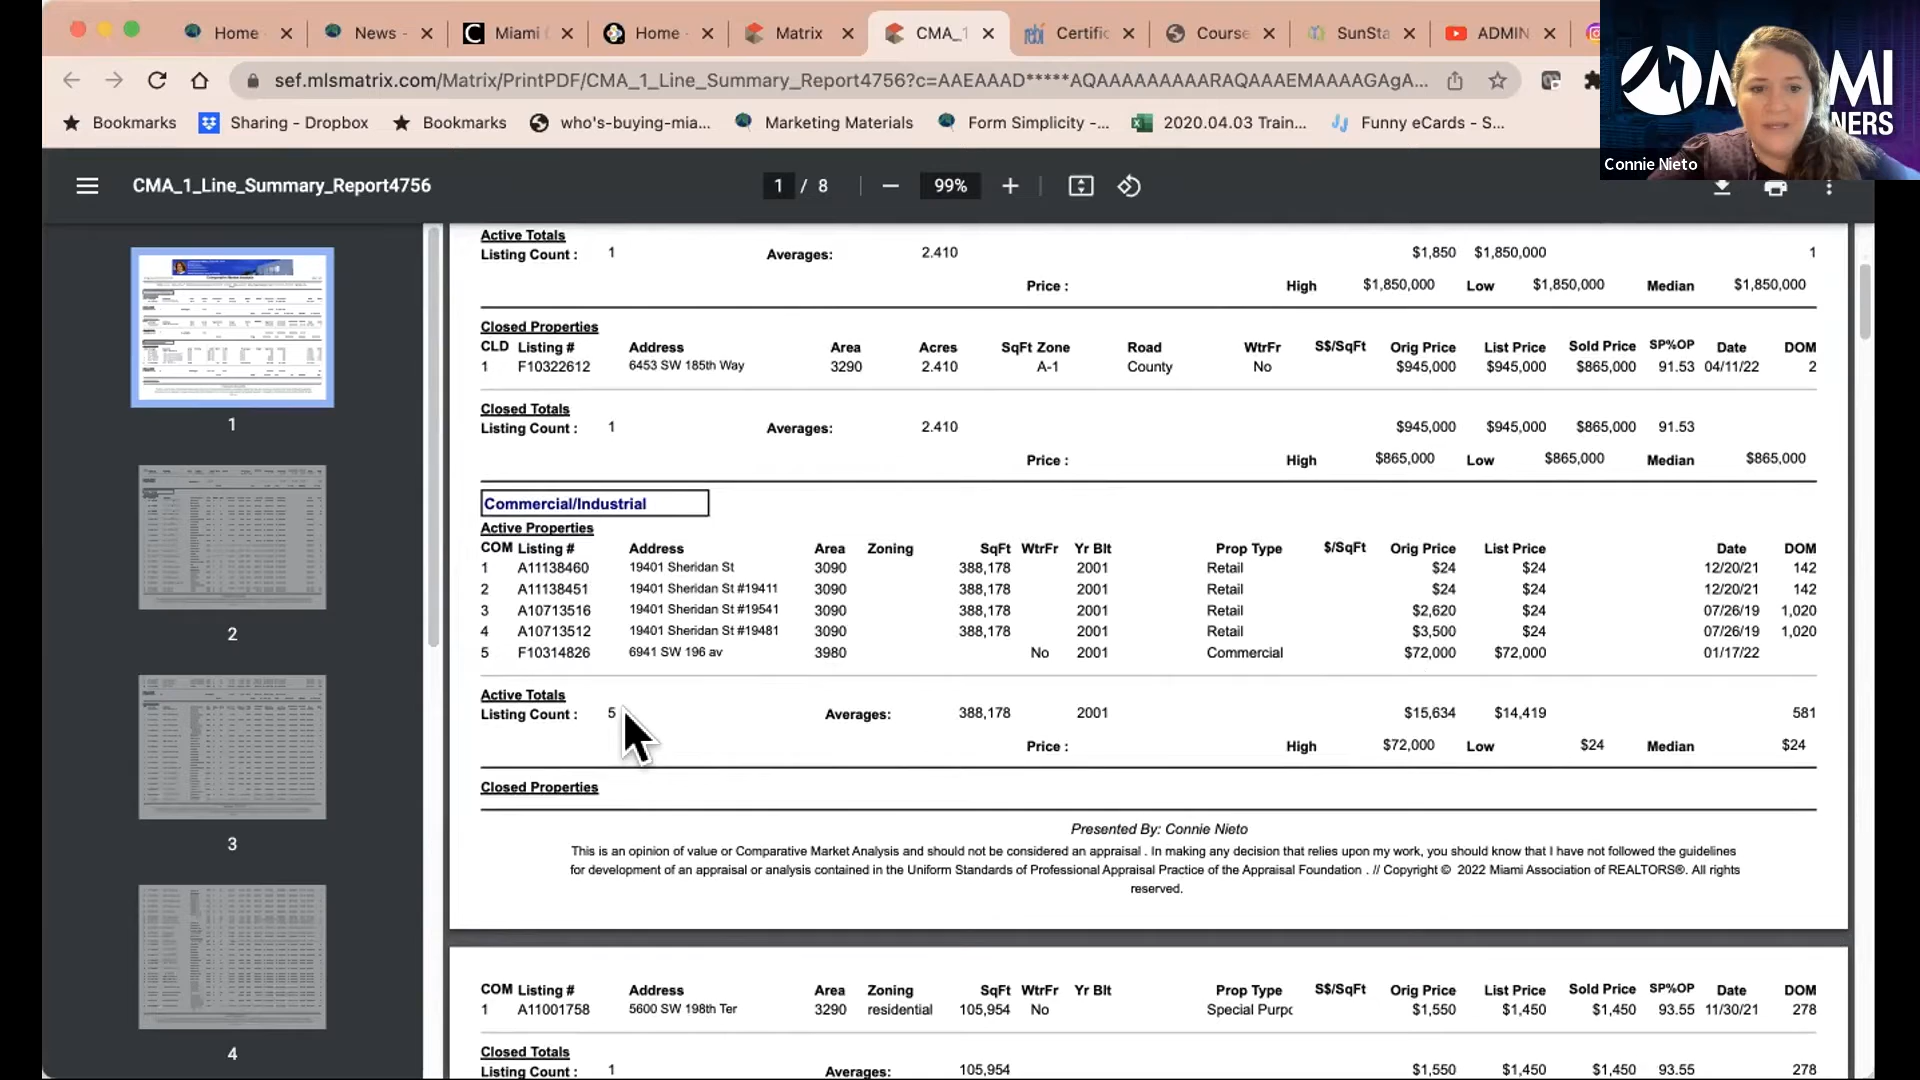 Home
News -
Miami
Home -
Matrix
CMA_1
Certific
Course
SunSta
ADMIN
sef.mlsmatrix.com/Matrix/PrintPDF/CMA_1_Line_Summary_Report4756?c=AAEAAAD*****AQAAAAAAAAARAQAAAEMAAAAGAgA...
Bookmarks
Sharing - Dropbox
Bookmarks
who's-buying-mia...
Marketing Materials
Form Simplicity -...
2020.04.03 Train...
Funny eCards - S...
Connie Nieto
CMA_1_Line_Summary_Report4756
1 / 8
99%
1
2
3
4
Active Totals
Listing Count : 1 Averages: 2.410 $1,850 $1,850,000 1
Price : High $1,850,000 Low $1,850,000 Median $1,850,000
Closed Properties
CLD Listing # Address Area Acres SqFt Zone Road WtrFr S$/SqFt Orig Price List Price Sold Price SP%OP Date DOM
1 F10322612 6453 SW 185th Way 3290 2.410 A-1 County No $945,000 $945,000 $865,000 91.53 04/11/22 2
Closed Totals
Listing Count : 1 Averages: 2.410 $945,000 $945,000 $865,000 91.53
Price : High $865,000 Low $865,000 Median $865,000
Commercial/Industrial
Active Properties
COM Listing # Address Area Zoning SqFt WtrFr Yr Blt Prop Type $/SqFt Orig Price List Price Date DOM
1 A11138460 19401 Sheridan St 3090 388,178 2001 Retail $24 $24 12/20/21 142
2 A11138451 19401 Sheridan St #19411 3090 388,178 2001 Retail $24 $24 12/20/21 142
3 A10713516 19401 Sheridan St #19541 3090 388,178 2001 Retail $2,620 $24 07/26/19 1,020
4 A10713512 19401 Sheridan St #19481 3090 388,178 2001 Retail $3,500 $24 07/26/19 1,020
5 F10314826 6941 SW 196 av 3980 No 2001 Commercial $72,000 $72,000 01/17/22
Active Totals
Listing Count : 5 Averages: 388,178 2001 $15,634 $14,419 581
Price : High $72,000 Low $24 Median $24
Closed Properties
Presented By: Connie Nieto
This is an opinion of value or Comparative Market Analysis and should not be considered an appraisal . In making any decision that relies upon my work, you should know that I have not followed the guidelines
for development of an appraisal or analysis contained in the Uniform Standards of Professional Appraisal Practice of the Appraisal Foundation . // Copyright © 2022 Miami Association of REALTORS®. All rights
reserved.
COM Listing # Address Area Zoning SqFt WtrFr Yr Blt Prop Type S$/SqFt Orig Price List Price Sold Price SP%OP Date DOM
1 A11001758 5600 SW 198th Ter 3290 residential 105,954 No Special Purpc $1,550 $1,450 $1,450 93.55 11/30/21 278
Closed Totals
Listing Count : 1 Averages: 105,954 $1,550 $1,450 $1,450 93.55 278